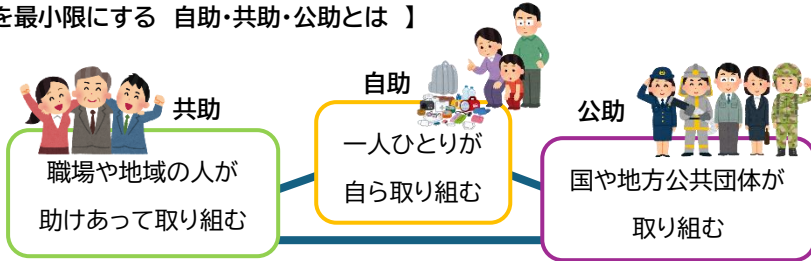 を最小限にする 自助・共助・公助とは 】
共助
職場や地域の人が
助けあって取り組む
自助
一人ひとりが
自ら取り組む
公助
国や地方公共団体が
取り組む